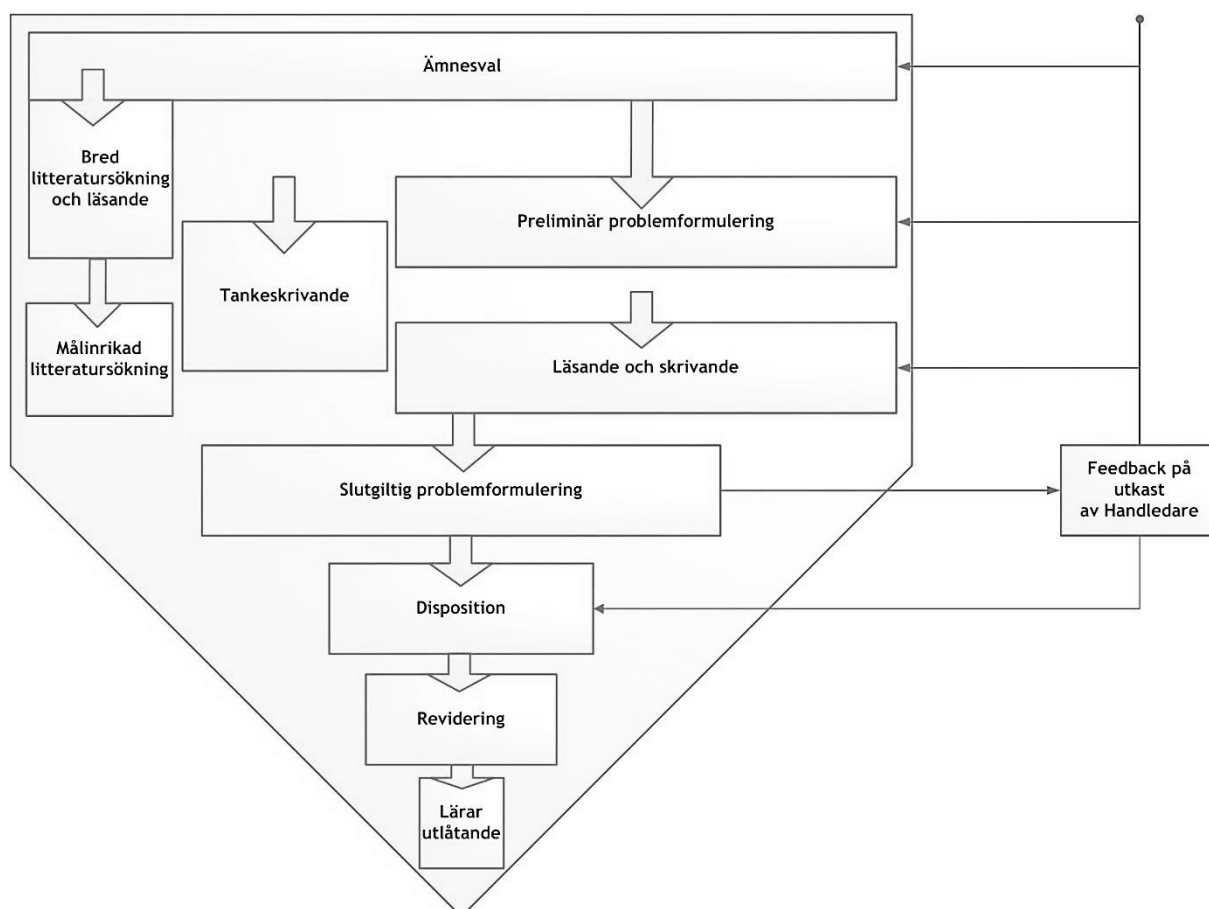 Ämnesval
Bred
litteratursökning
och läsande
Preliminär problemformulering
Tankeskrivande
Målinrikad
litteratursökning
Läsande och skrivande
Slutgiltig problemformulering
Feedback på
utkast
av Handledare
Disposition
Revidering
Lärar
utlåtande